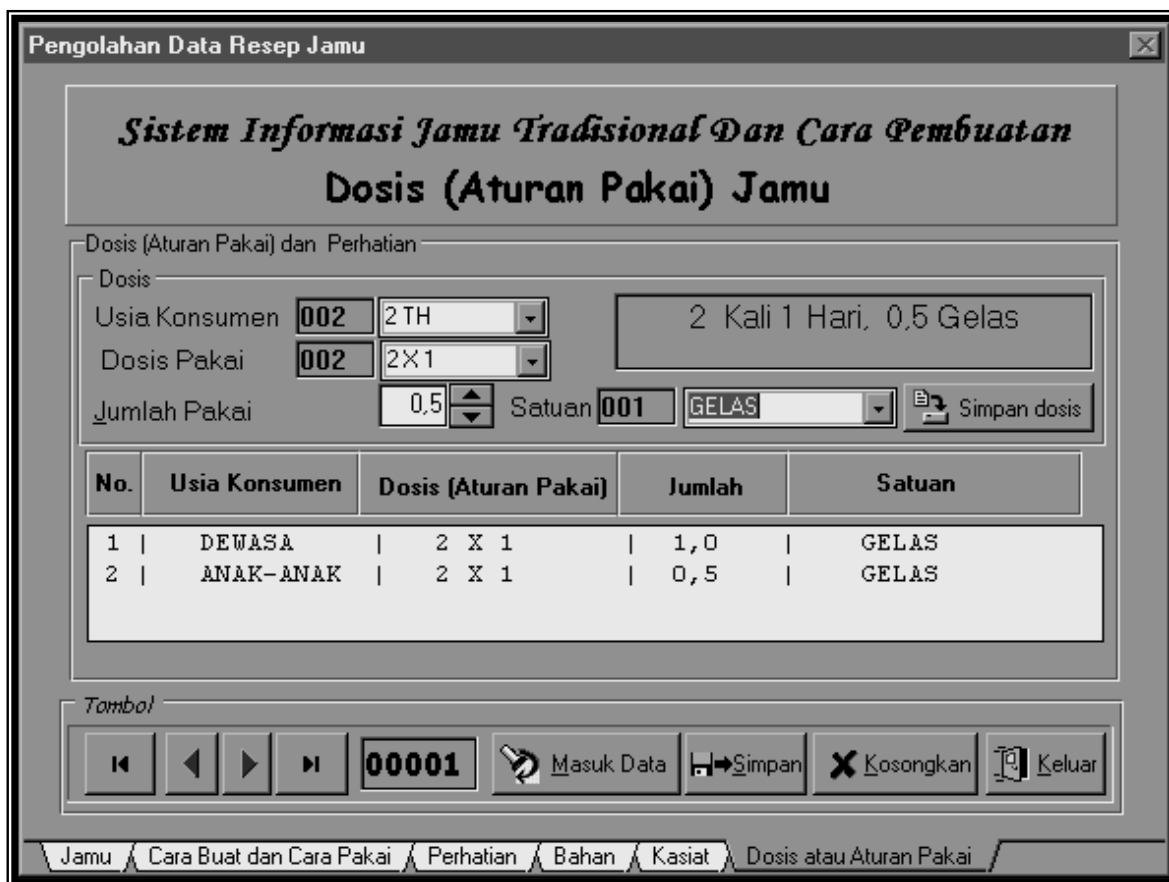 Pengolahan Data Resep Jamu
Sistem Informasi Jamu Tradisional Dan Cara Pembuatan
Dosis (Aturan Pakai) Jamu
Dosis (Aturan Pakai) dan Perhatian
Dosis
Usia Konsumen 002 2 TH
2 Kali 1 Hari, 0,5 Gelas
Dosis Pakai 002 2 X 1
Jumlah Pakai 0,5 Satuan 001 GELAS Simpan dosis
No. Usia Konsumen Dosis (Aturan Pakai) Jumlah Satuan
1 | DEWASA | 2 X 1 | 1,0 | GELAS
2 | ANAK-ANAK | 2 X 1 | 0,5 | GELAS
Tombol
00001 Masuk Data Simpan Kosongkan Keluar
Jamu Cara Buat dan Cara Pakai Perhatian Bahan Kasiat Dosis atau Aturan Pakai